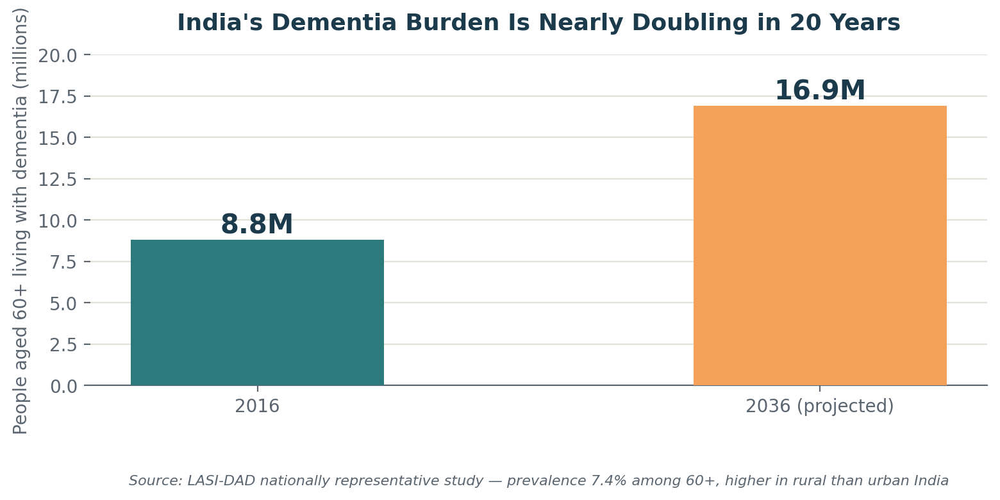 India's Dementia Burden Is Nearly Doubling in 20 Years
People aged 60+ living with dementia (millions)
20.0
17.5
15.0
12.5
10.0
7.5
5.0
2.5
0.0
8.8M
16.9M
2016
2036 (projected)
Source: LASI-DAD nationally representative study — prevalence 7.4% among 60+, higher in rural than urban India